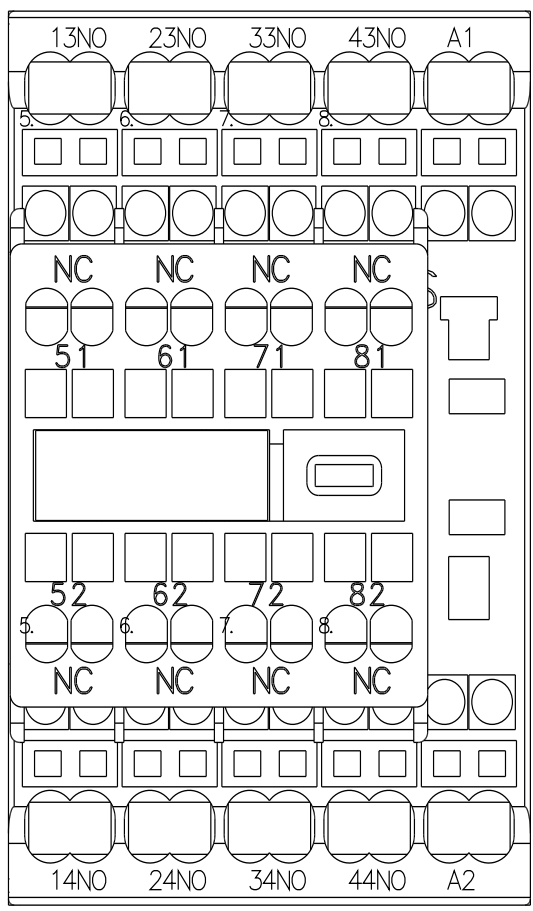 13NO 23NO 33NO 43NO A1
5. 6. 7. 8.
NC NC NC NC
51 61 71 81
52 62 72 82
5. 6. 7. 8.
NC NC NC NC
14NO 24NO 34NO 44NO A2